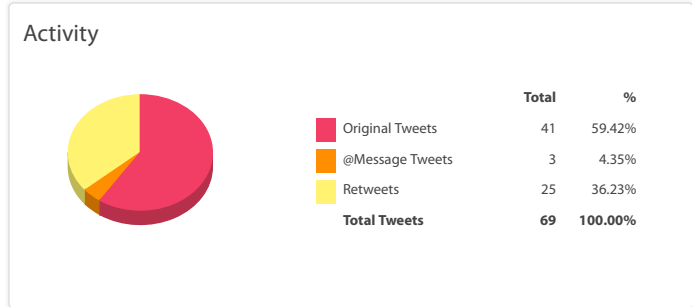 Activity
Total %
Original Tweets 41 59.42%
@Message Tweets 3 4.35%
Retweets 25 36.23%
Total Tweets 69 100.00%